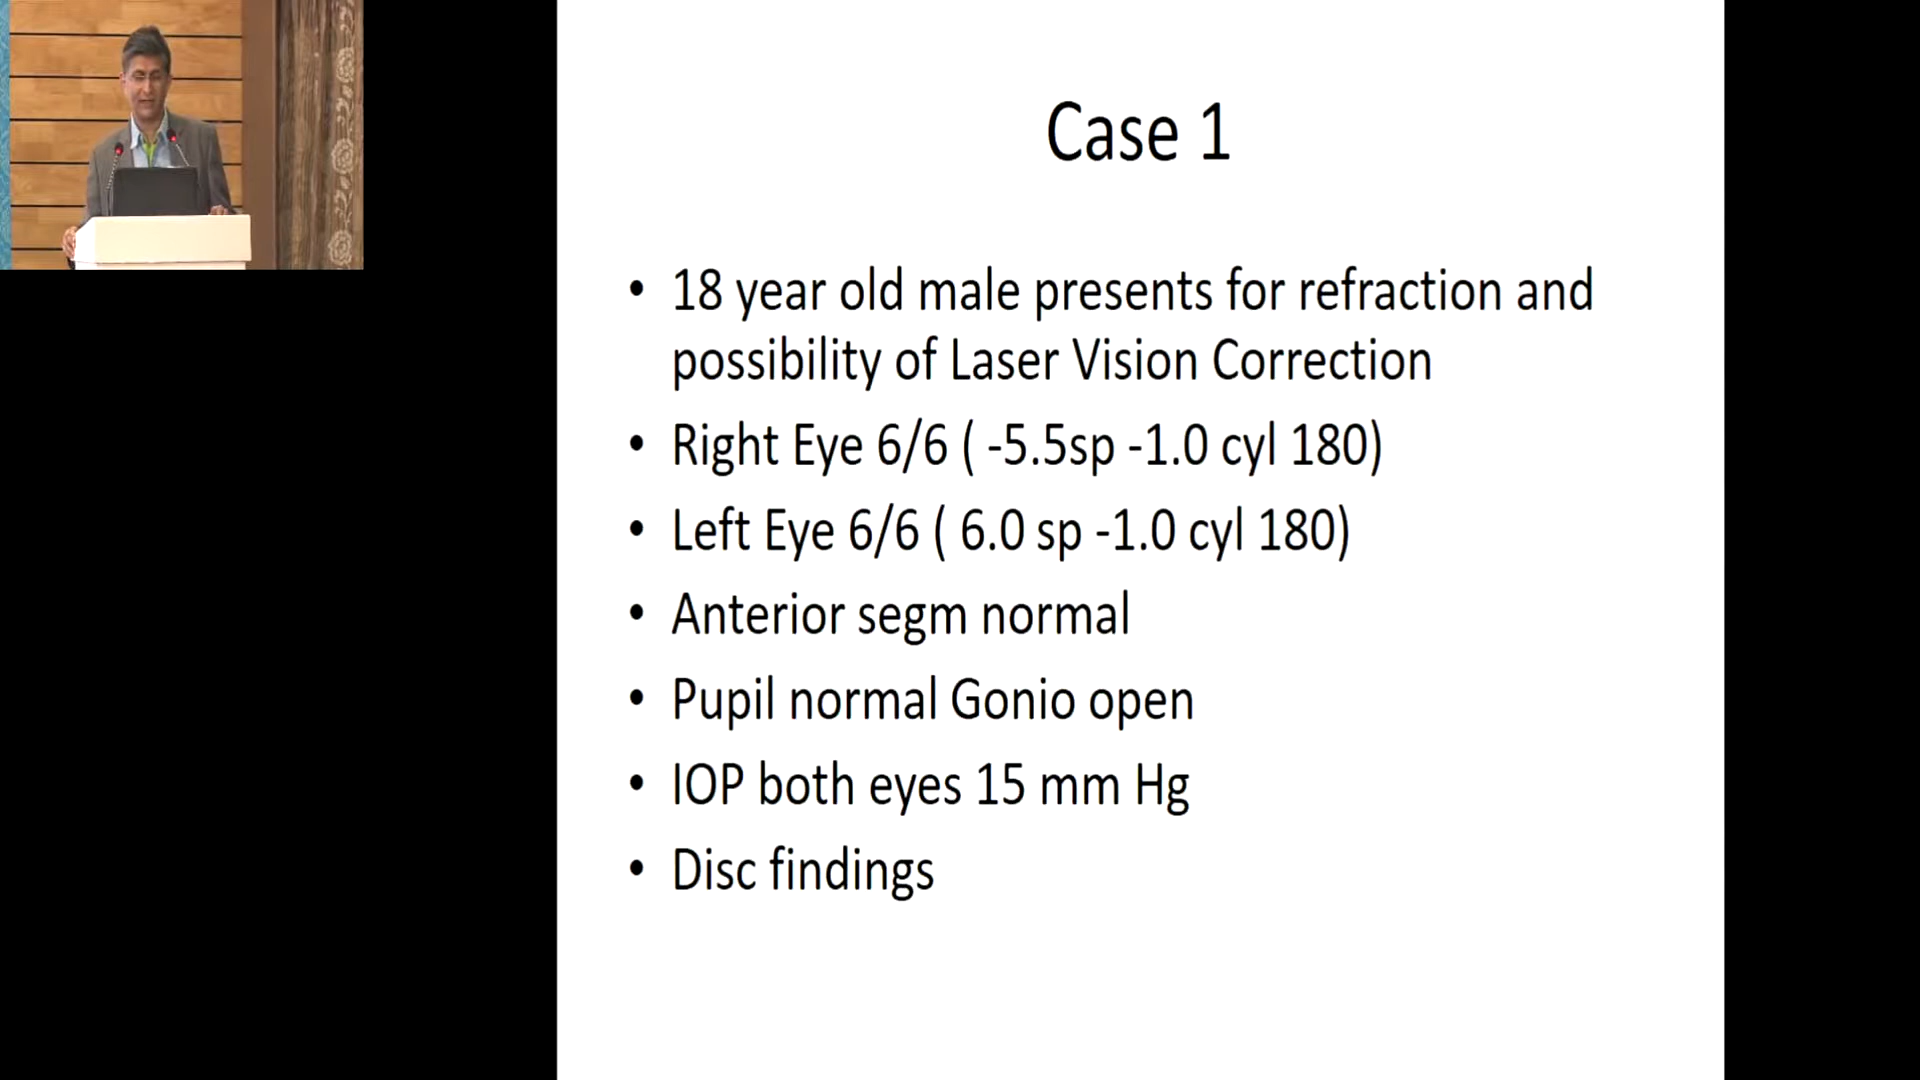 Case 1
• 18 year old male presents for refraction and
possibility of Laser Vision Correction
• Right Eye 6/6 ( -5.5sp -1.0 cyl 180)
• Left Eye 6/6 ( 6.0 sp -1.0 cyl 180)
• Anterior segm normal
• Pupil normal Gonio open
• IOP both eyes 15 mm Hg
• Disc findings